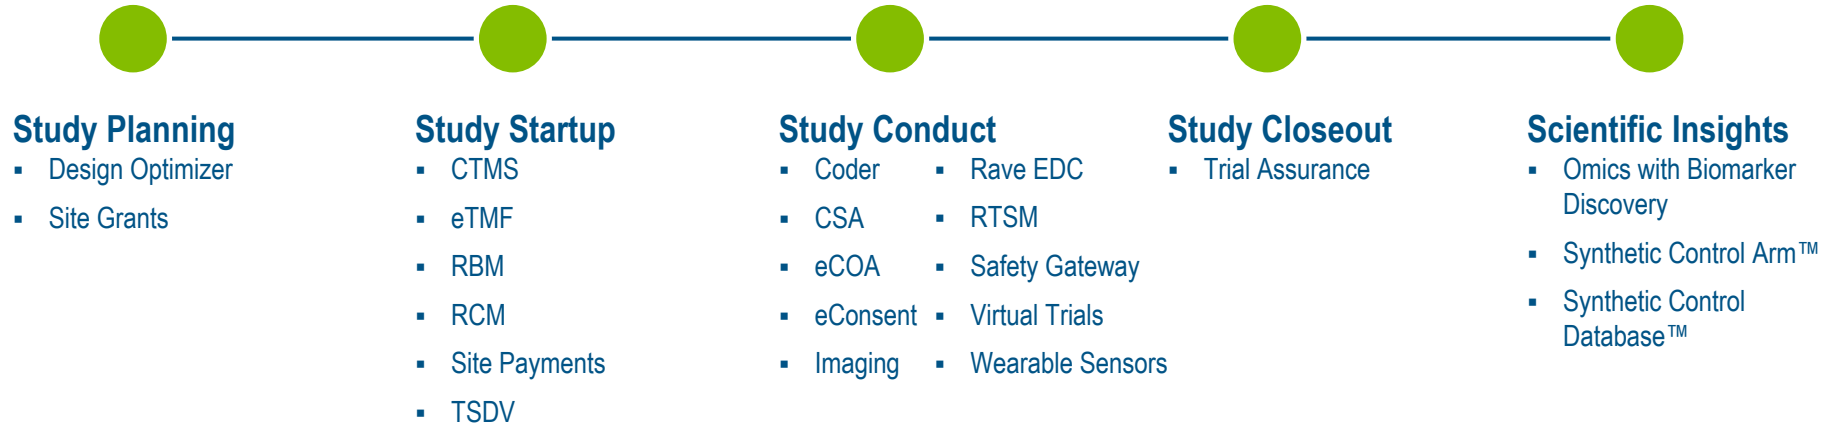 Study Planning
▪ Design Optimizer
▪ Site Grants
Study Startup
▪ CTMS
▪ eTMF
▪ RBM
▪ RCM
▪ Site Payments
▪ TSDV
Study Conduct
▪ Coder
▪ CSA
▪ eCOA
▪ eConsent
▪ Imaging
▪ Rave EDC
▪ RTSM
▪ Safety Gateway
▪ Virtual Trials
▪ Wearable Sensors
Study Closeout
▪ Trial Assurance
Scientific Insights
▪ Omics with Biomarker
Discovery
▪ Synthetic Control Arm™
▪ Synthetic Control
Database™